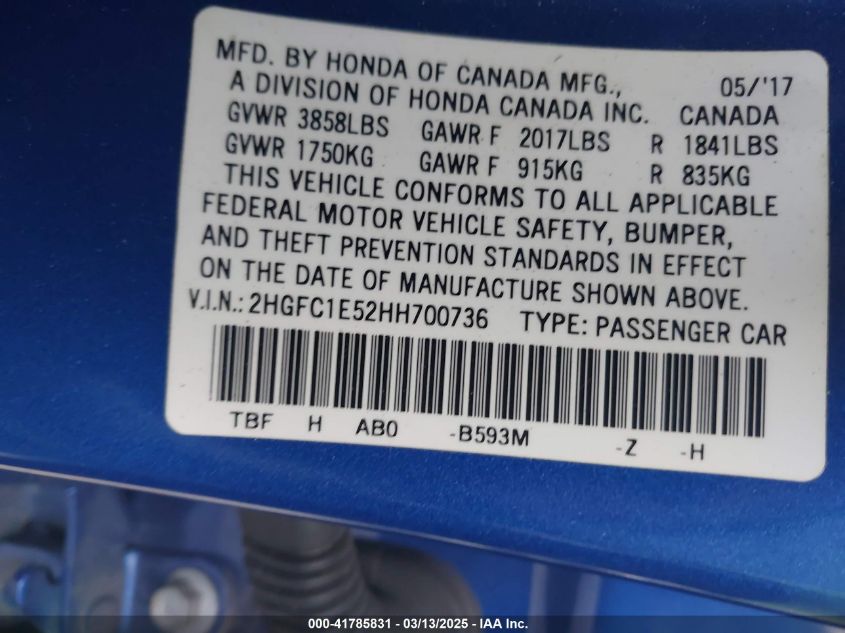 MFD. BY HONDA OF CANADA MFG., 05/'17
A DIVISION OF HONDA CANADA INC. CANADA
GVWR 3858LBS GAWR F 2017LBS R 1841LBS
GVWR 1750KG GAWR F 915KG R 835KG
THIS VEHICLE CONFORMS TO ALL APPLICABLE
FEDERAL MOTOR VEHICLE SAFETY, BUMPER,
AND THEFT PREVENTION STANDARDS IN EFFECT
ON THE DATE OF MANUFACTURE SHOWN ABOVE.
V.I.N.: 2HGFC1E52HH700736 TYPE: PASSENGER CAR
TBF H AB0 -B593M -Z -H
000-41785831 - 03/13/2025 - IAA Inc.